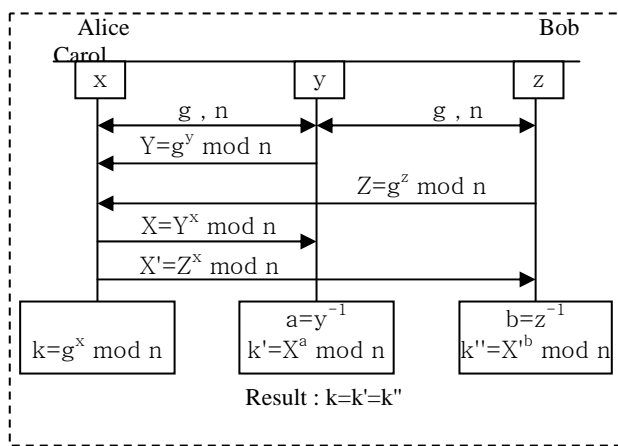 Alice Bob
Carol
x y z
g , n g , n
Y=g^y mod n
Z=g^z mod n
X=Y^x mod n
X'=Z^x mod n
k=g^x mod n
a=y^-1
k'=X^a mod n
b=z^-1
k''=X'^b mod n
Result : k=k'=k"